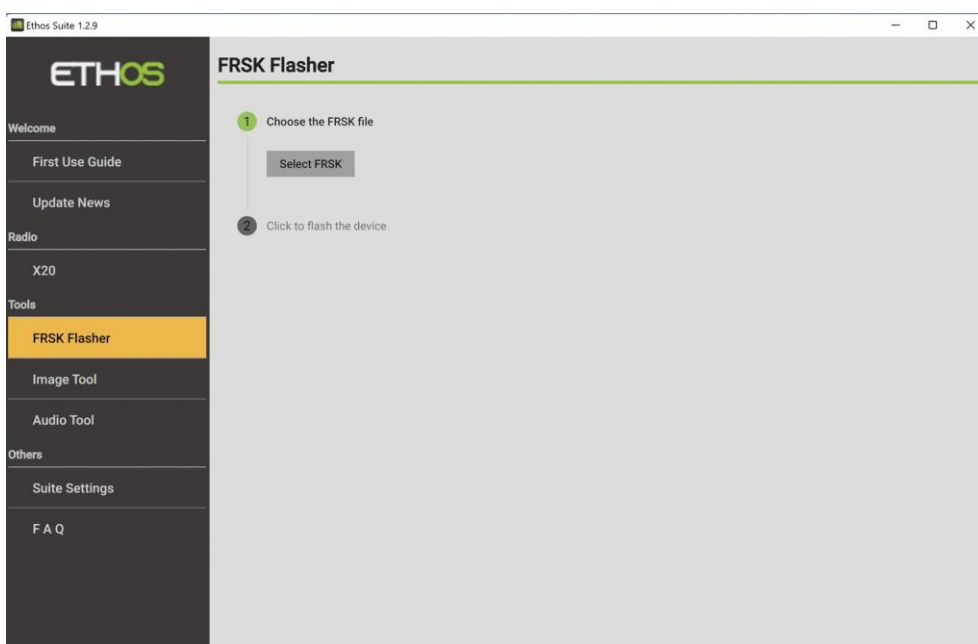 Ethos Suite 1.2.9
ETHOS
Welcome
First Use Guide
Update News
Radio
X20
Tools
FRSK Flasher
Image Tool
Audio Tool
Others
Suite Settings
F A Q
FRSK Flasher
1 Choose the FRSK file
Select FRSK
2 Click to flash the device